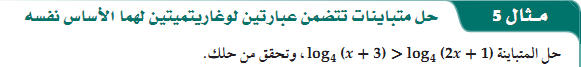 مـثـال 5 حل متباينات تتضمن عبارتين لوغاريتميتين لهما الأساس نفسه
حل المتباينة log₄ (x + 3) > log₄ (2x + 1) ، وتحقق من حلك.